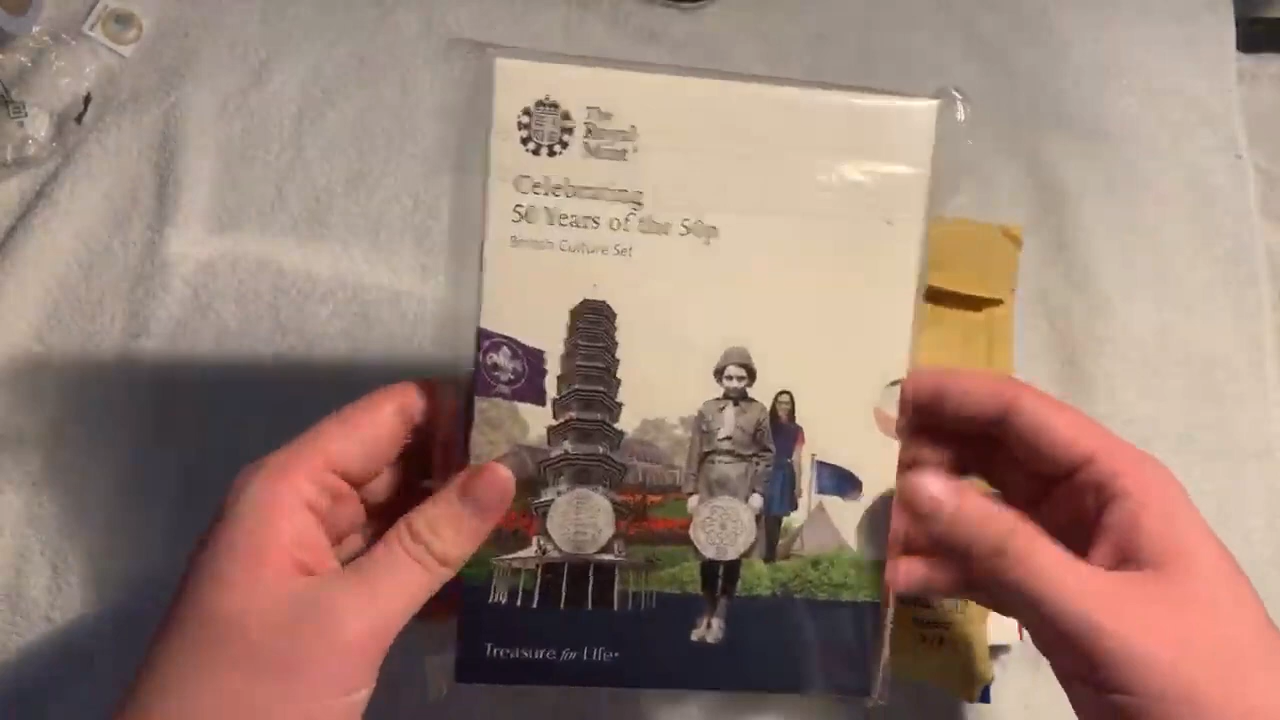 The
Royal
Mint
Celebrating
50 Years of the 50p
British Culture Set
Treasure for Life